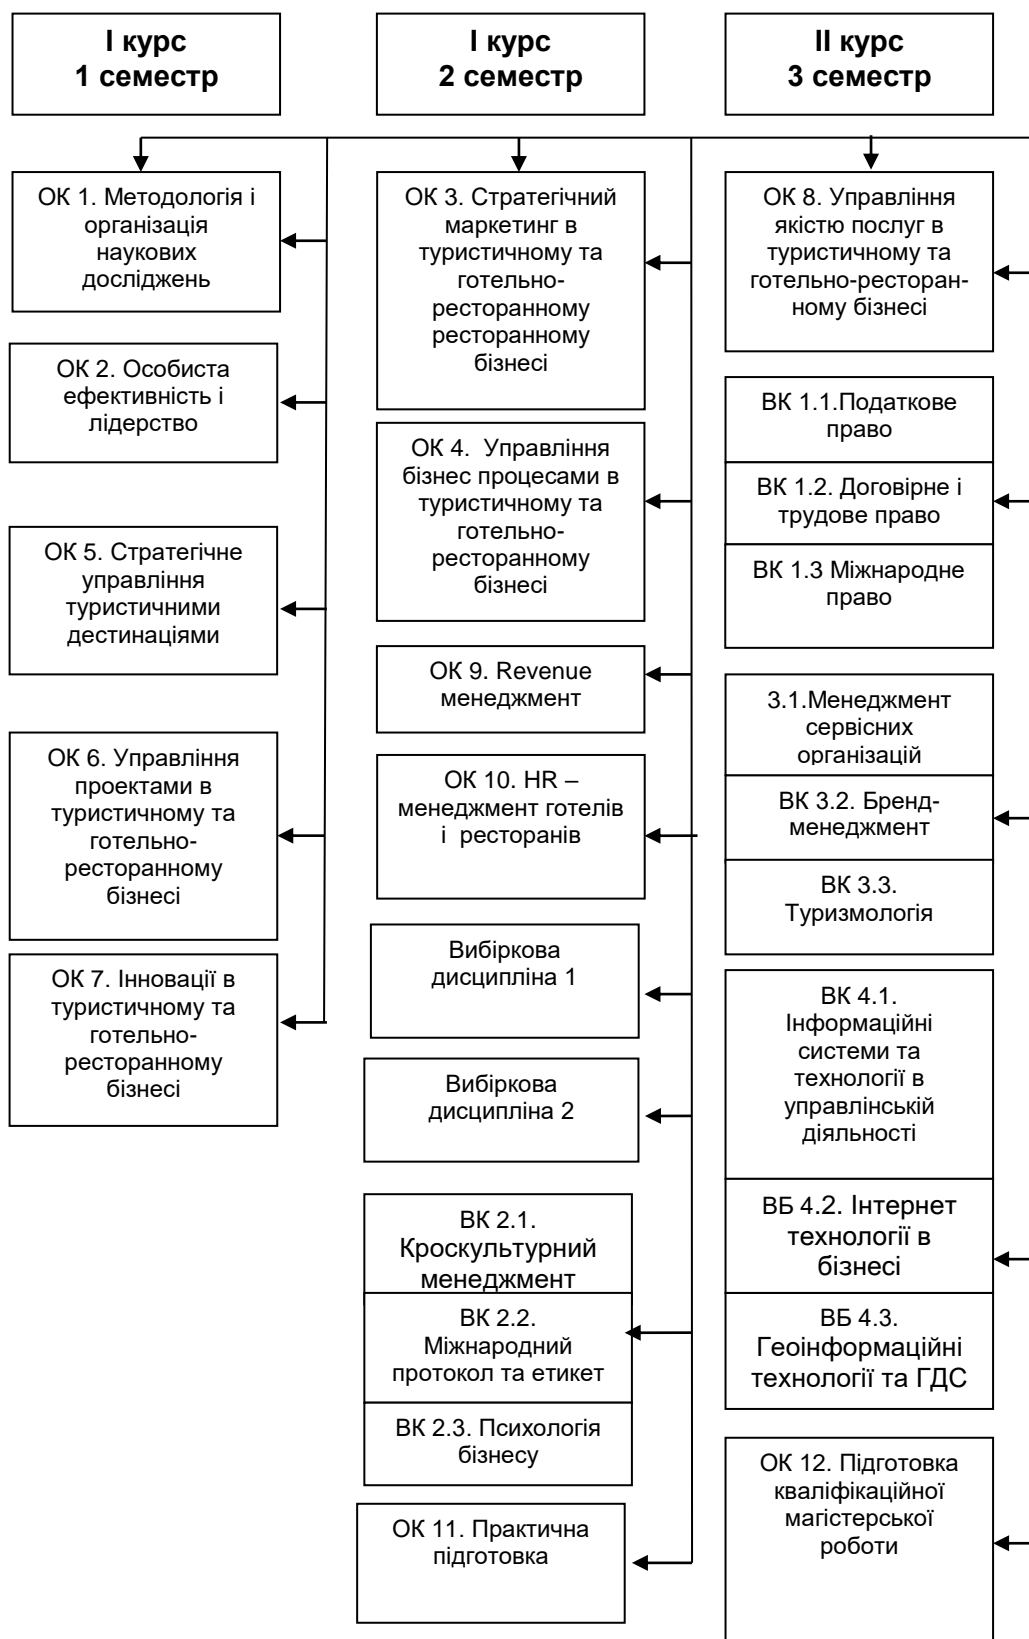 І курс
1 семестр
І курс
2 семестр
ІІ курс
3 семестр
ОК 1. Методологія і
організація
наукових
досліджень
ОК 2. Особиста
ефективність і
лідерство
ОК 5. Стратегічне
управління
туристичними
дестинаціями
ОК 6. Управління
проектами в
туристичному та
готельно-
ресторанному
бізнесі
ОК 7. Інновації в
туристичному та
готельно-
ресторанному
бізнесі
ОК 3. Стратегічний
маркетинг в
туристичному та
готельно-
ресторанному
ресторанному
бізнесі
ОК 4. Управління
бізнес процесами в
туристичному та
готельно-
ресторанному
бізнесі
ОК 9. Revenue
менеджмент
ОК 10. HR –
менеджмент готелів
і ресторанів
Вибіркова
дисципліна 1
Вибіркова
дисципліна 2
ВК 2.1.
Кроскультурний
менеджмент
ВК 2.2.
Міжнародний
протокол та етикет
ВК 2.3. Психологія
бізнесу
ОК 11. Практична
підготовка
ОК 8. Управління
якістю послуг в
туристичному та
готельно-ресторан-
ному бізнесі
ВК 1.1.Податкове
право
ВК 1.2. Договірне і
трудове право
ВК 1.3 Міжнародне
право
3.1.Менеджмент
сервісних
організацій
ВК 3.2. Бренд-
менеджмент
ВК 3.3.
Туризмологія
ВК 4.1.
Інформаційні
системи та
технології в
управлінській
діяльності
ВБ 4.2. Інтернет
технології в
бізнесі
ВБ 4.3.
Геоінформаційні
технології та ГДС
ОК 12. Підготовка
кваліфікаційної
магістерської
роботи